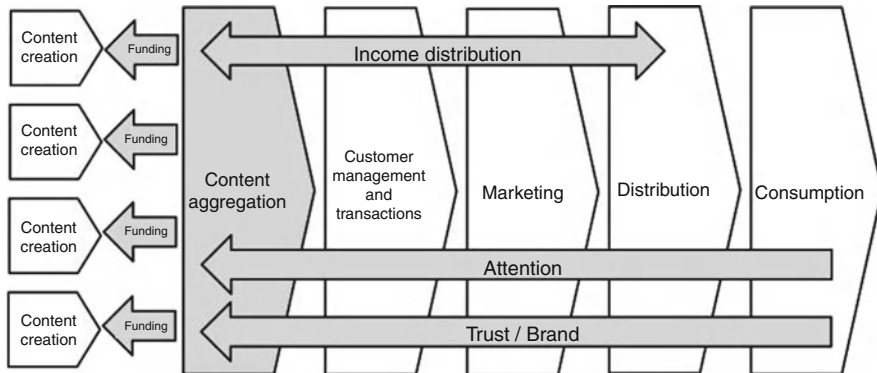 Content
creation
Funding
Income distribution
Content
creation
Funding
Content
aggregation
Customer
management
and
transactions
Marketing
Distribution
Consumption
Content
creation
Funding
Attention
Content
creation
Funding
Trust / Brand